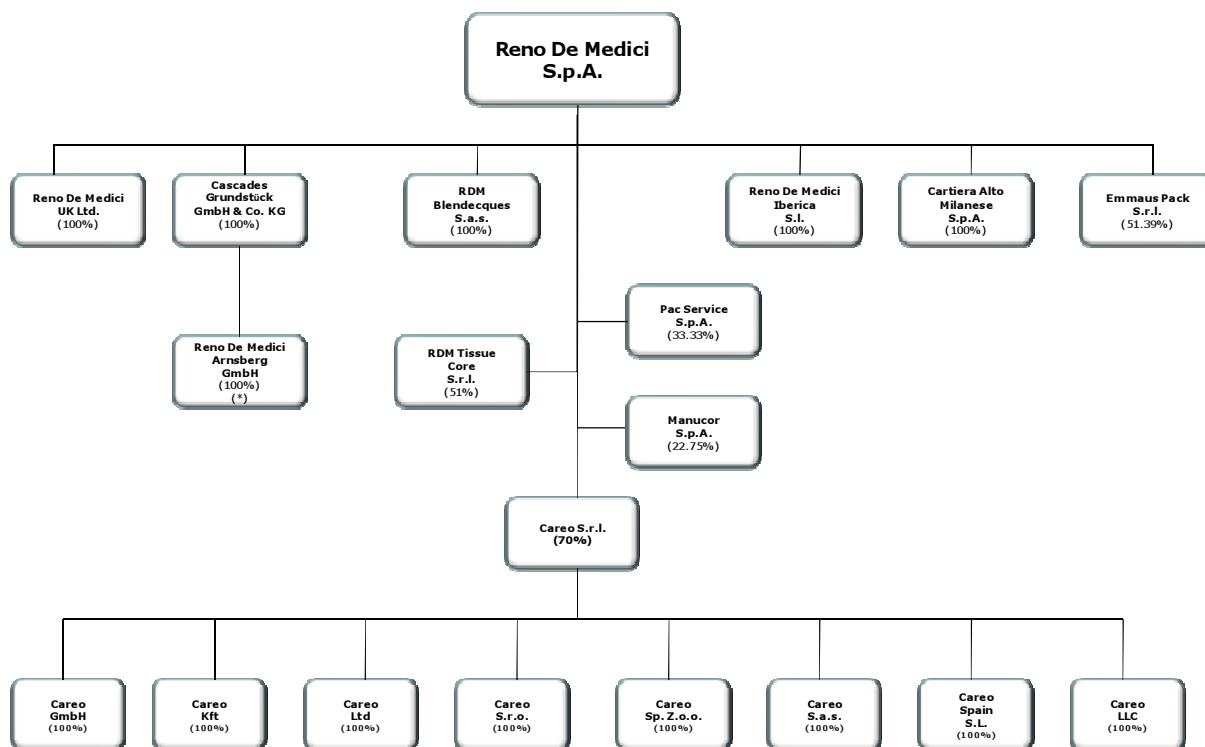 Reno De Medici
S.p.A.
Reno De Medici
UK Ltd.
(100%)
Cascades
Grundstück
GmbH & Co. KG
(100%)
RDM
Blendecques
S.a.s.
(100%)
Reno De Medici
Iberica
S.l.
(100%)
Cartiera Alto
Milanese
S.p.A.
(100%)
Emmaus Pack
S.r.l.
(51.39%)
Pac Service
S.p.A.
(33.33%)
Reno De Medici
Arnsberg
GmbH
(100%)
(*)
RDM Tissue
Core
S.r.l.
(51%)
Manucor
S.p.A.
(22.75%)
Careo S.r.l.
(70%)
Careo
GmbH
(100%)
Careo
Kft
(100%)
Careo
Ltd
(100%)
Careo
S.r.o.
(100%)
Careo
Sp. Z.o.o.
(100%)
Careo
S.a.s.
(100%)
Careo
Spain
S.L.
(100%)
Careo
LLC
(100%)